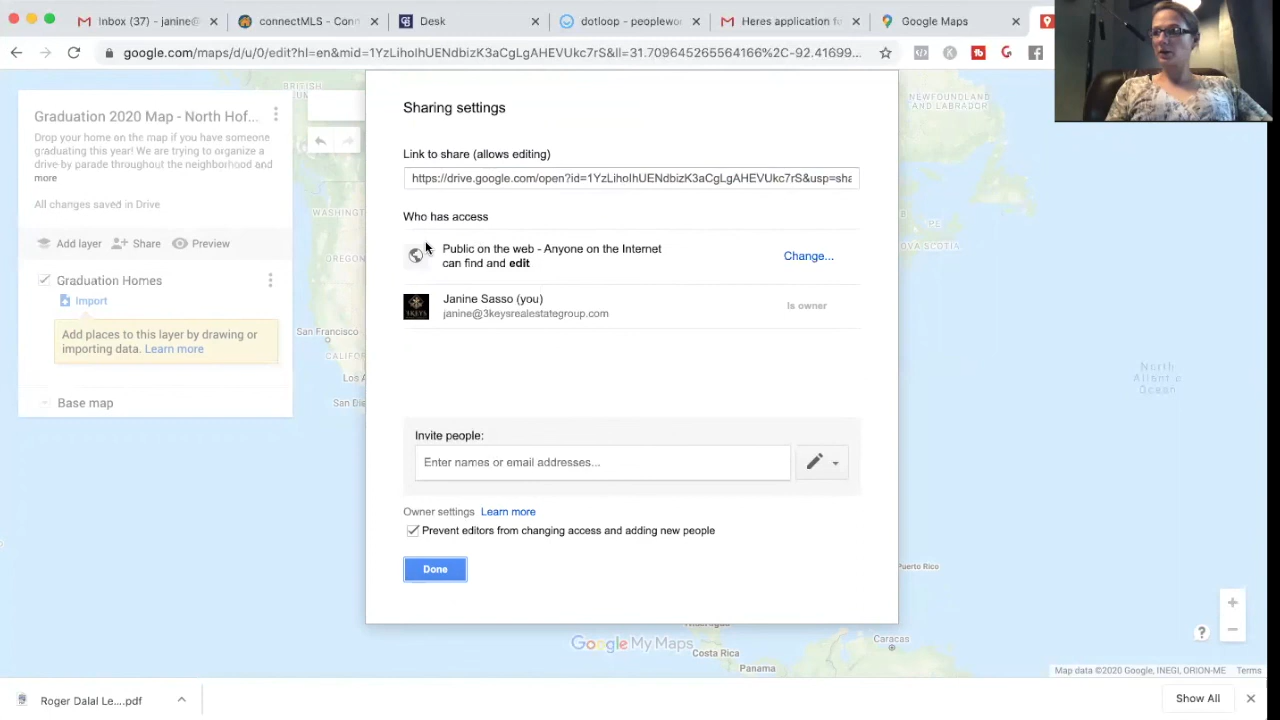 Inbox (37) - janine@
connectMLS - Con
Desk
dotloop - peoplewo
Heres application fo
Google Maps
google.com/maps/d/u/0/edit?hl=en&mid=1YzLihoIhUENdbizK3aCgLgAHEVUkc7rS&ll=31.709645265564166%2C-92.41699...
Graduation 2020 Map - North Hof...
Drop your home on the map if you have someone
graduating this year! We are trying to organize a
drive-by parade throughout the neighborhood and
more
All changes saved in Drive
Add layer Share Preview
Graduation Homes
Import
Add places to this layer by drawing or
importing data. Learn more
Base map
Sharing settings
Link to share (allows editing)
https://drive.google.com/open?id=1YzLihoIhUENdbizK3aCgLgAHEVUkc7rS&usp=sha
Who has access
Public on the web - Anyone on the Internet
can find and edit
Change...
Janine Sasso (you)
janine@3keysrealestategroup.com
Is owner
Invite people:
Enter names or email addresses...
Owner settings Learn more
Prevent editors from changing access and adding new people
Done
BRITISH
WASHINGT
OREGON
San Francisco
CALIF
Los A
San Die
NEWFOUNDLAND
AND LABRADOR
PE
NOVA SCOTIA
North
Atlantic
Ocean
Puerto Rico
Nicaragua
Costa Rica
Panama
Caracas
Google My Maps
?
Map data ©2020 Google, INEGI, ORION-ME Terms
Roger Dalal Le....pdf
Show All